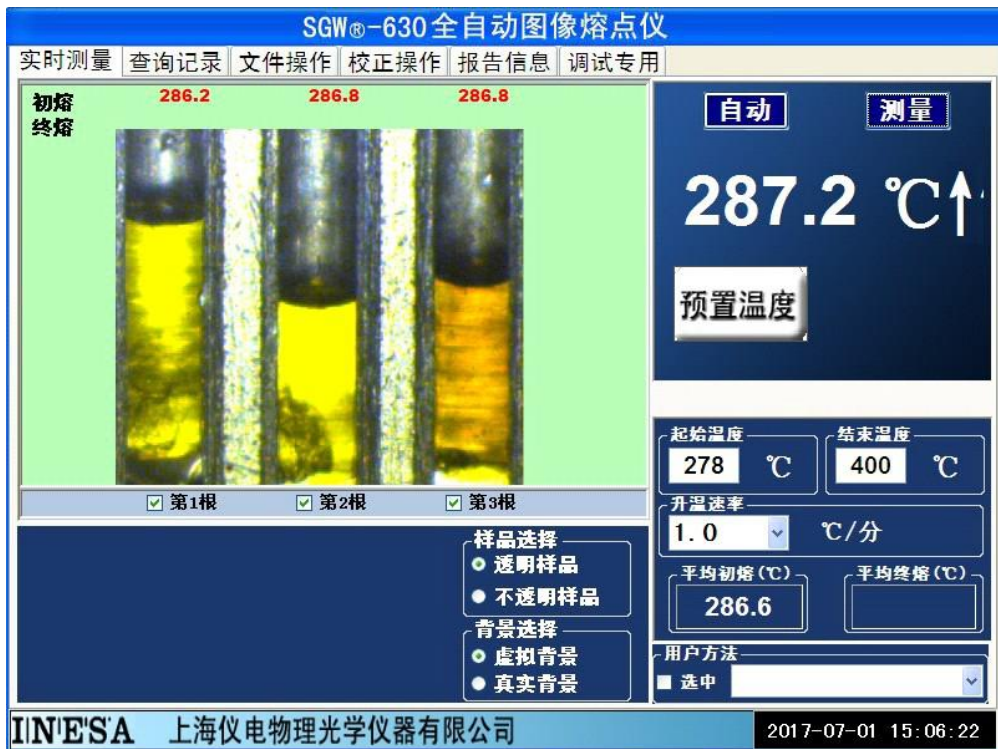 SGW®-630全自动图像熔点仪
实时测量 查询记录 文件操作 校正操作 报告信息 调试专用
初熔 286.2 286.8 286.8
终熔
自动 测量
287.2 ℃↑
预置温度
起始温度 结束温度
278 ℃ 400 ℃
第1根 第2根 第3根
升温速率
1.0 ℃/分
样品选择
透明样品
不透明样品
平均初熔(℃) 平均终熔(℃)
286.6
背景选择
虚拟背景
真实背景
用户方法
选中
INESA 上海仪电物理光学仪器有限公司 2017-07-01 15:06:22